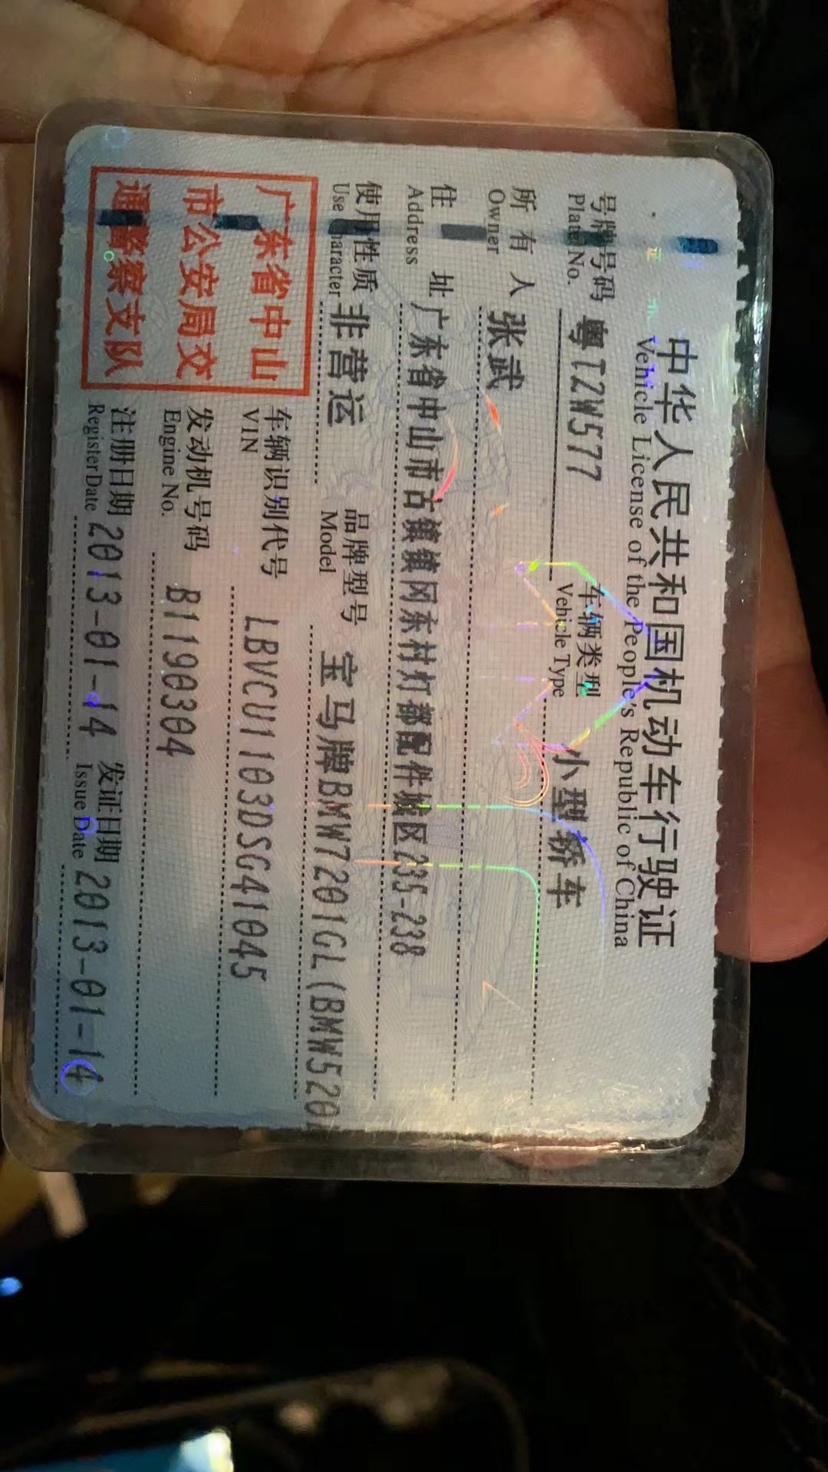 中华人民共和国机动车行驶证
Vehicle License of the People's Republic of China
号牌号码 粤TZW577 车辆类型 小型轿车
Plate No. Vehicle Type
所有人 张武
Owner
住址 广东省中山市古镇镇冈东村灯都配件城区235-238
Address
使用性质 非营运 品牌型号 宝马牌BMW7201GL(BMW520
Use Character Model
广东省中山
市公安局交
通警察支队
车辆识别代号 LBVCU1103DSG41045
VIN
发动机号码 B1190304
Engine No.
注册日期 2013-01-14 发证日期 2013-01-14
Register Date Issue Date